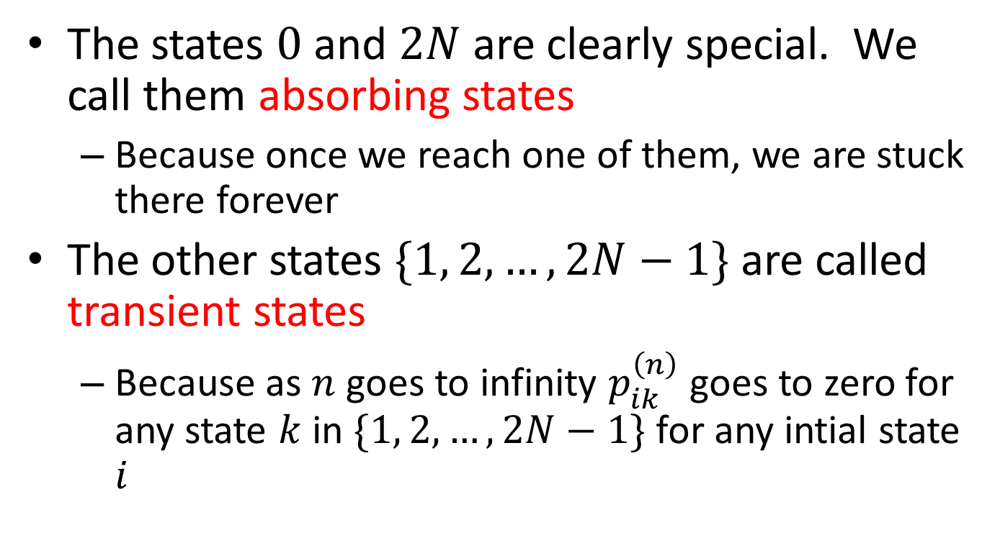 • The states 0 and 2N are clearly special. We
call them absorbing states
– Because once we reach one of them, we are stuck
there forever
• The other states {1, 2, … , 2N − 1} are called
transient states
– Because as n goes to infinity p_{ik}^{(n)} goes to zero for
any state k in {1, 2, … , 2N − 1} for any intial state
i